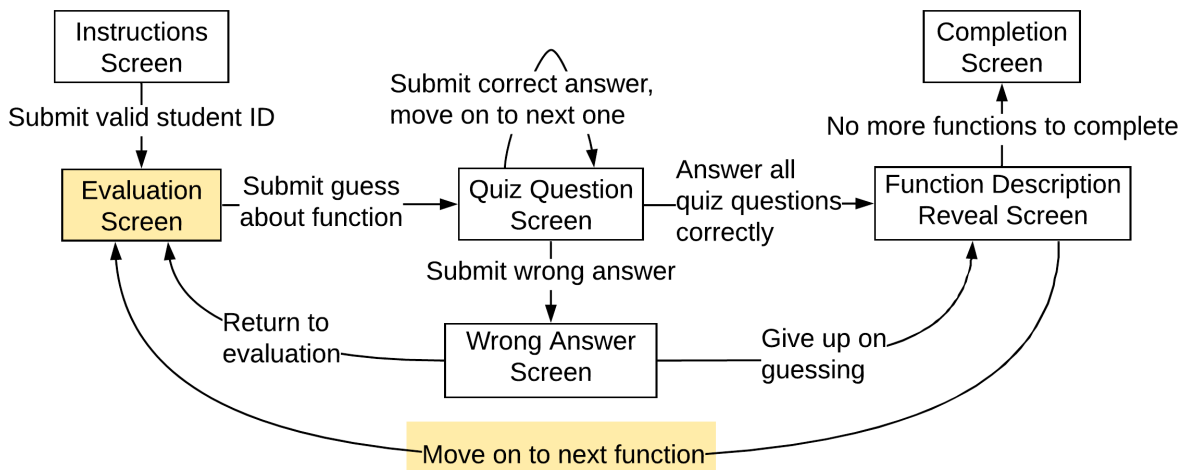 Instructions
Screen
Completion
Screen
Submit correct answer,
move on to next one
Submit valid student ID
No more functions to complete
Evaluation
Screen
Submit guess
about function
Quiz Question
Screen
Answer all
quiz questions
correctly
Function Description
Reveal Screen
Submit wrong answer
Return to
evaluation
Wrong Answer
Screen
Give up on
guessing
Move on to next function